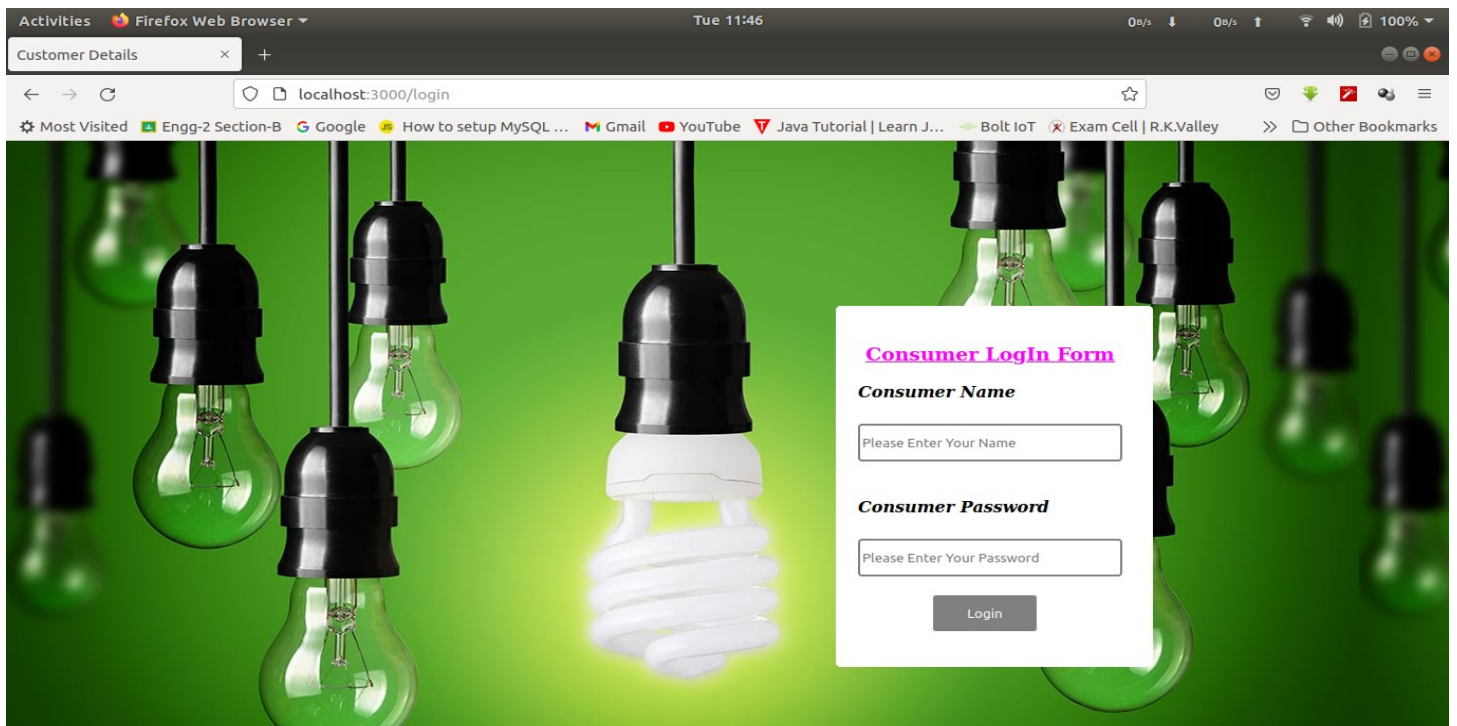 Activities Firefox Web Browser Tue 11:46 0B/s 0B/s 100%
Customer Details × +
localhost:3000/login
Most Visited Engg-2 Section-B Google How to setup MySQL ... Gmail YouTube Java Tutorial | Learn J... Bolt IoT Exam Cell | R.K.Valley Other Bookmarks
Consumer LogIn Form
Consumer Name
Please Enter Your Name
Consumer Password
Please Enter Your Password
Login